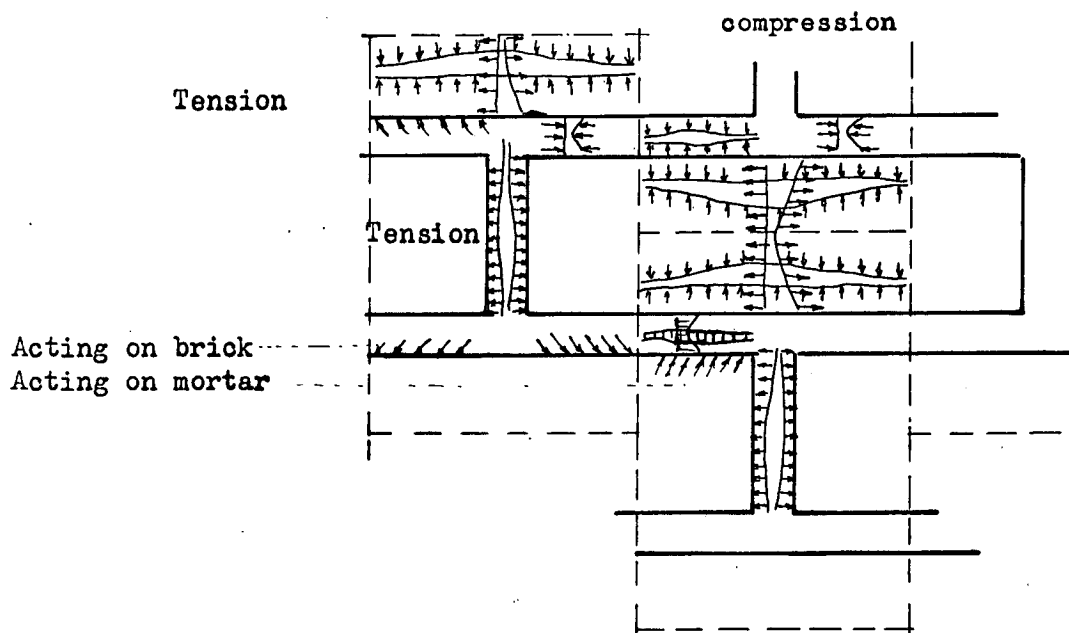 compression
Tension
Tension
Acting on brick
Acting on mortar